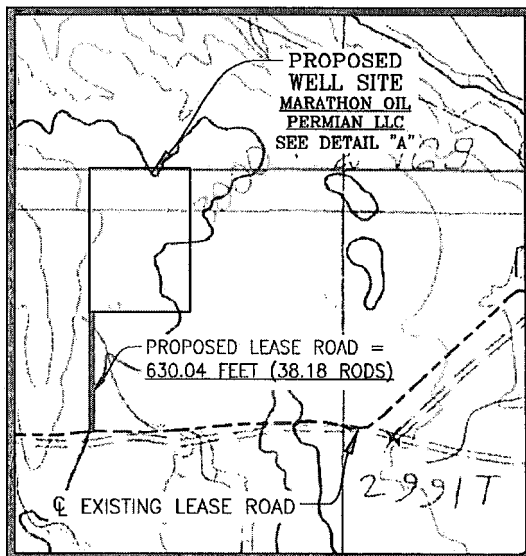 PROPOSED
WELL SITE
MARATHON OIL
PERMIAN LLC
SEE DETAIL "A"
PROPOSED LEASE ROAD =
630.04 FEET (38.18 RODS)
℄ EXISTING LEASE ROAD
2991T